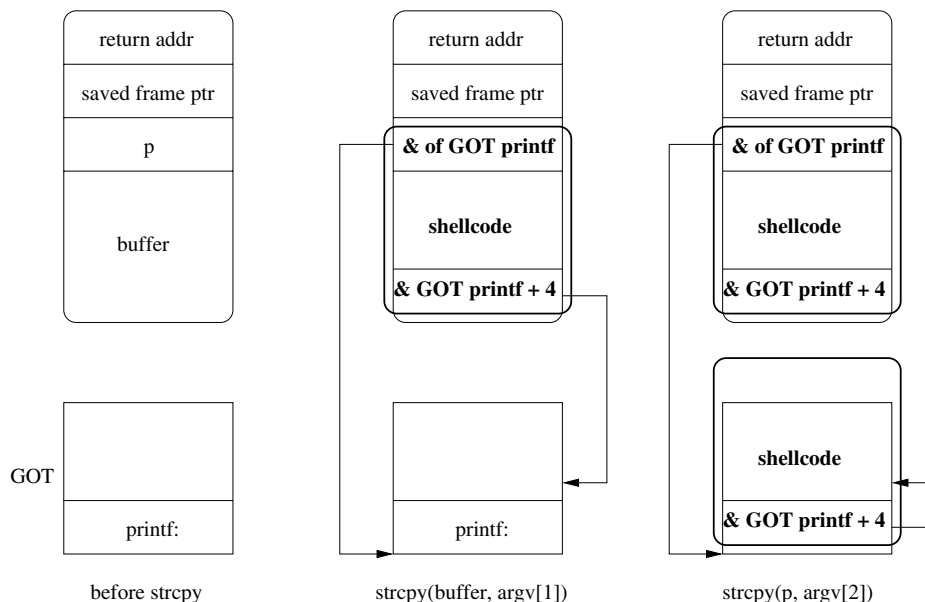 return addr
saved frame ptr
p
buffer
GOT
printf:
before strcpy
return addr
saved frame ptr
& of GOT printf
shellcode
& GOT printf + 4
printf:
strcpy(buffer, argv[1])
return addr
saved frame ptr
& of GOT printf
shellcode
& GOT printf + 4
shellcode
& GOT printf + 4
strcpy(p, argv[2])